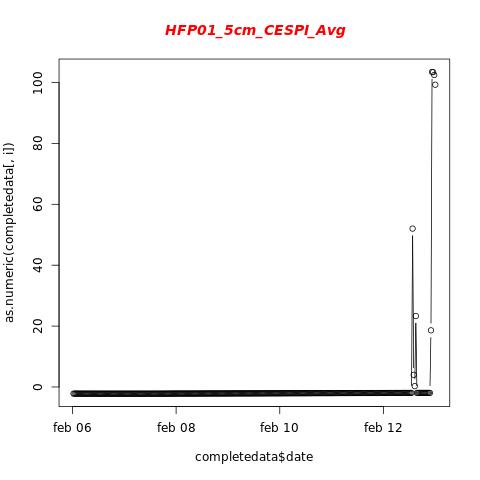 HFP01_5cm_CESPI_Avg
as.numeric(completedata[, i])
100
80
60
40
20
0
feb 06 feb 08 feb 10 feb 12
completedata$date